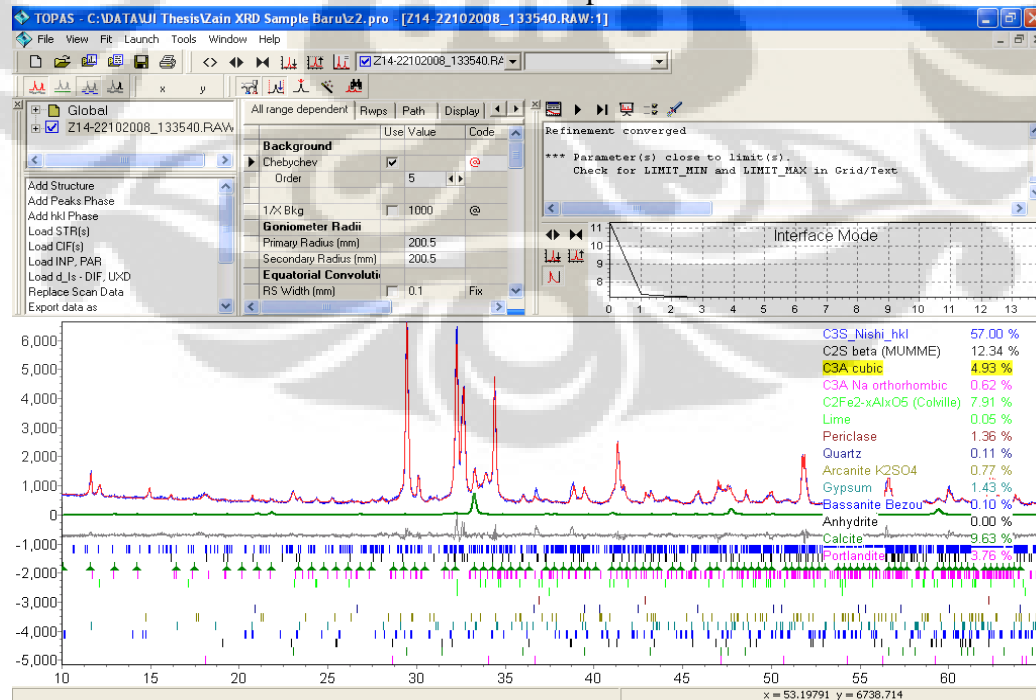 TOPAS - C:\DATA\UI Thesis\Zain XRD Sample Baru\z2.pro - [Z14-22102008_133540.RAW:1]
File View Fit Launch Tools Window Help
Z14-22102008_133540.RA
x y
Global
Z14-22102008_133540.RAW
Add Structure
Add Peaks Phase
Add hkl Phase
Load STR(s)
Load CIF(s)
Load INP, PAR
Load d_Is - DIF, UXD
Replace Scan Data
Export data as
All range dependent Rwps Path Display
Use Value Code
Background
Chebychev @
Order 5
1/X Bkg 1000 @
Goniometer Radii
Primary Radius (mm) 200.5
Secondary Radius (mm) 200.5
Equatorial Convolutio
RS Width (mm) 0.1 Fix
Refinement converged
*** Parameter(s) close to limit(s).
Check for LIMIT_MIN and LIMIT_MAX in Grid/Text
Interface Mode
11
10
9
8
0 1 2 3 4 5 6 7 8 9 10 11 12 13
6,000
5,000
4,000
3,000
2,000
1,000
0
-1,000
-2,000
-3,000
-4,000
-5,000
C3S_Nishi_hkl 57.00 %
C2S beta (MUMME) 12.34 %
C3A cubic 4.93 %
C3A Na orthorhombic 0.62 %
C2Fe2-xAlxO5 (Colville) 7.91 %
Lime 0.05 %
Periclase 1.36 %
Quartz 0.11 %
Arcanite K2SO4 0.77 %
Gypsum 1.43 %
Bassanite Bezou 0.10 %
Anhydrite 0.00 %
Calcite 9.63 %
Portlandite 3.76 %
10 15 20 25 30 35 40 45 50 55 60
x = 53.19791 y = 6738.714